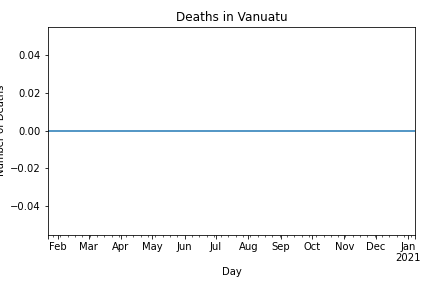 Deaths in Vanuatu
Number of Deaths
0.04
0.02
0.00
−0.02
−0.04
Feb Mar Apr May Jun Jul Aug Sep Oct Nov Dec Jan
2021
Day